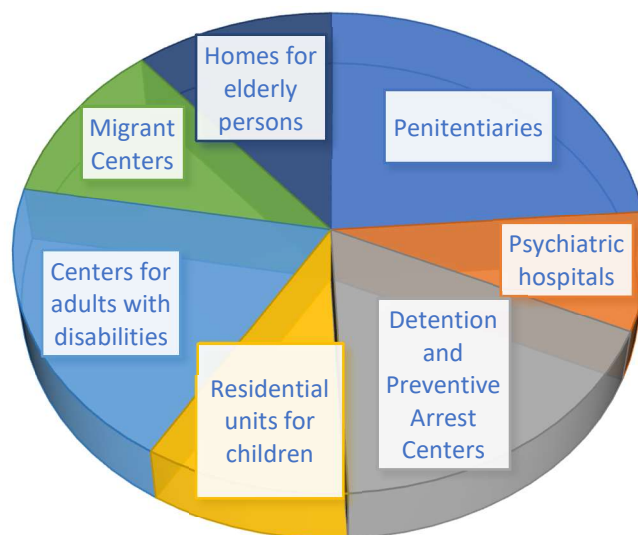 Homes for
elderly
persons
Penitentiaries
Migrant
Centers
Psychiatric
hospitals
Centers for
adults with
disabilities
Detention
and
Preventive
Arrest
Centers
Residential
units for
children